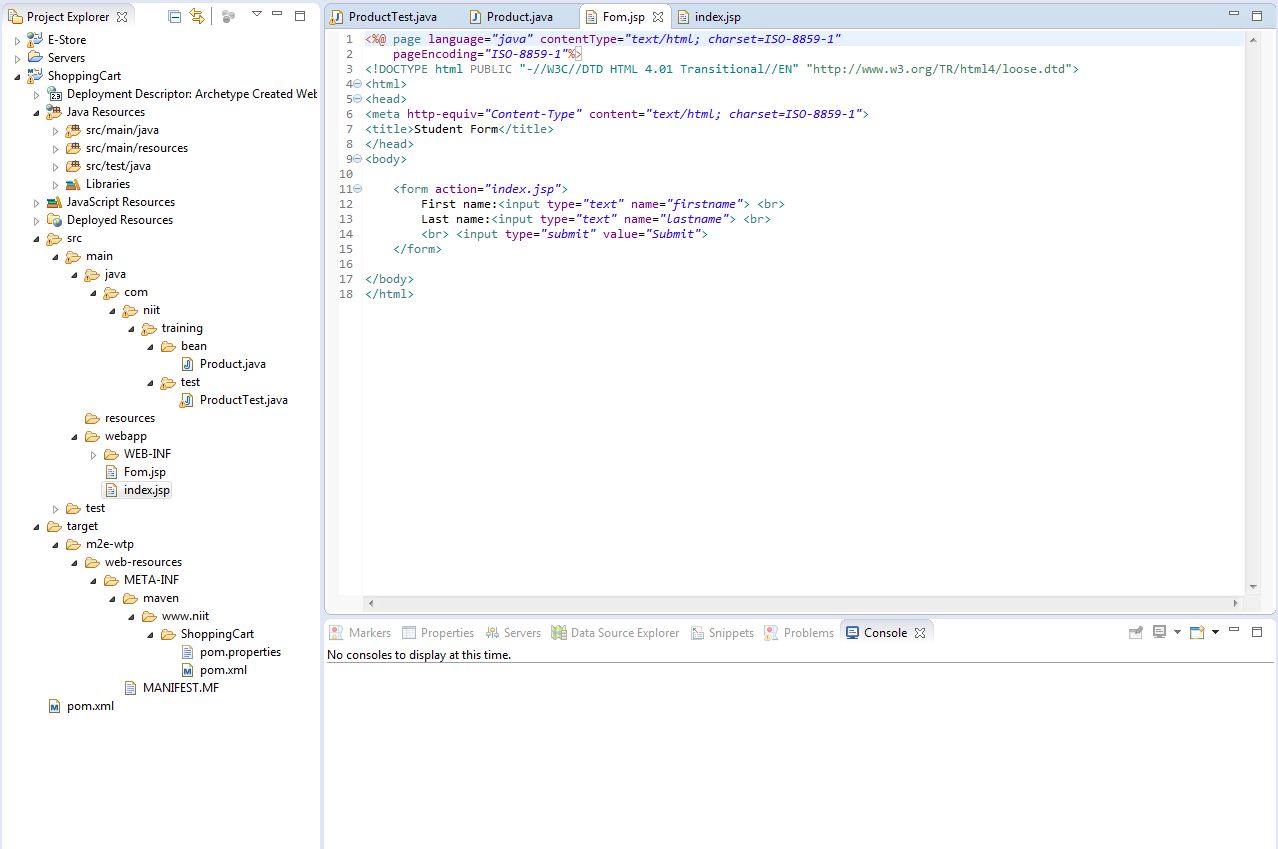 Project Explorer
E-Store
Servers
ShoppingCart
Deployment Descriptor: Archetype Created Web
Java Resources
src/main/java
src/main/resources
src/test/java
Libraries
JavaScript Resources
Deployed Resources
src
main
java
com
niit
training
bean
Product.java
test
ProductTest.java
resources
webapp
WEB-INF
Fom.jsp
index.jsp
test
target
m2e-wtp
web-resources
META-INF
maven
www.niit
ShoppingCart
pom.properties
pom.xml
MANIFEST.MF
pom.xml
ProductTest.java Product.java Fom.jsp index.jsp
1 <%@ page language="java" contentType="text/html; charset=ISO-8859-1"
2     pageEncoding="ISO-8859-1"%>
3 <!DOCTYPE html PUBLIC "-//W3C//DTD HTML 4.01 Transitional//EN" "http://www.w3.org/TR/html4/loose.dtd">
4 <html>
5 <head>
6 <meta http-equiv="Content-Type" content="text/html; charset=ISO-8859-1">
7 <title>Student Form</title>
8 </head>
9 <body>
10
11     <form action="index.jsp">
12         First name:<input type="text" name="firstname"> <br>
13         Last name:<input type="text" name="lastname"> <br>
14         <br> <input type="submit" value="Submit">
15     </form>
16
17 </body>
18 </html>
Markers Properties Servers Data Source Explorer Snippets Problems Console
No consoles to display at this time.